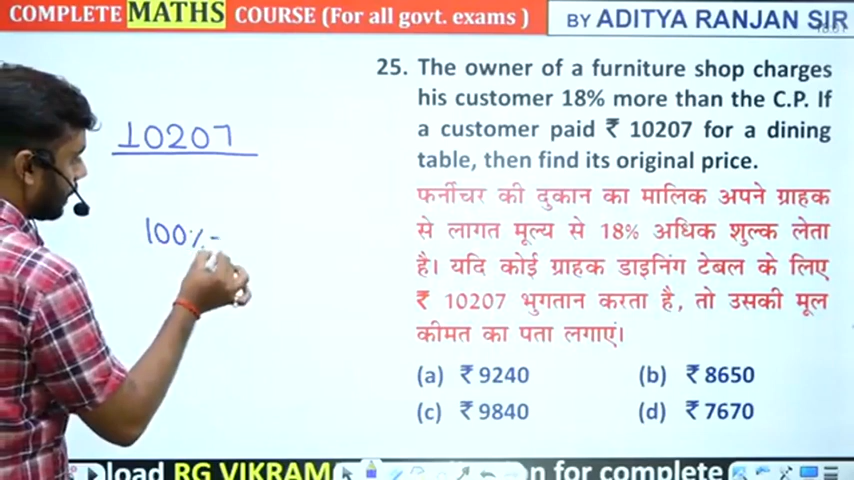 COMPLETE MATHS COURSE (For all govt. exams )
BY ADITYA RANJAN SIR
10207
100%-
25. The owner of a furniture shop charges
his customer 18% more than the C.P. If
a customer paid ₹ 10207 for a dining
table, then find its original price.
फर्नीचर की दुकान का मालिक अपने ग्राहक
से लागत मूल्य से 18% अधिक शुल्क लेता
है। यदि कोई ग्राहक डाइनिंग टेबल के लिए
₹ 10207 भुगतान करता है, तो उसकी मूल
कीमत का पता लगाएं।
(a) ₹ 9240 (b) ₹ 8650
(c) ₹ 9840 (d) ₹ 7670
load RG VIKRAM
n for complete